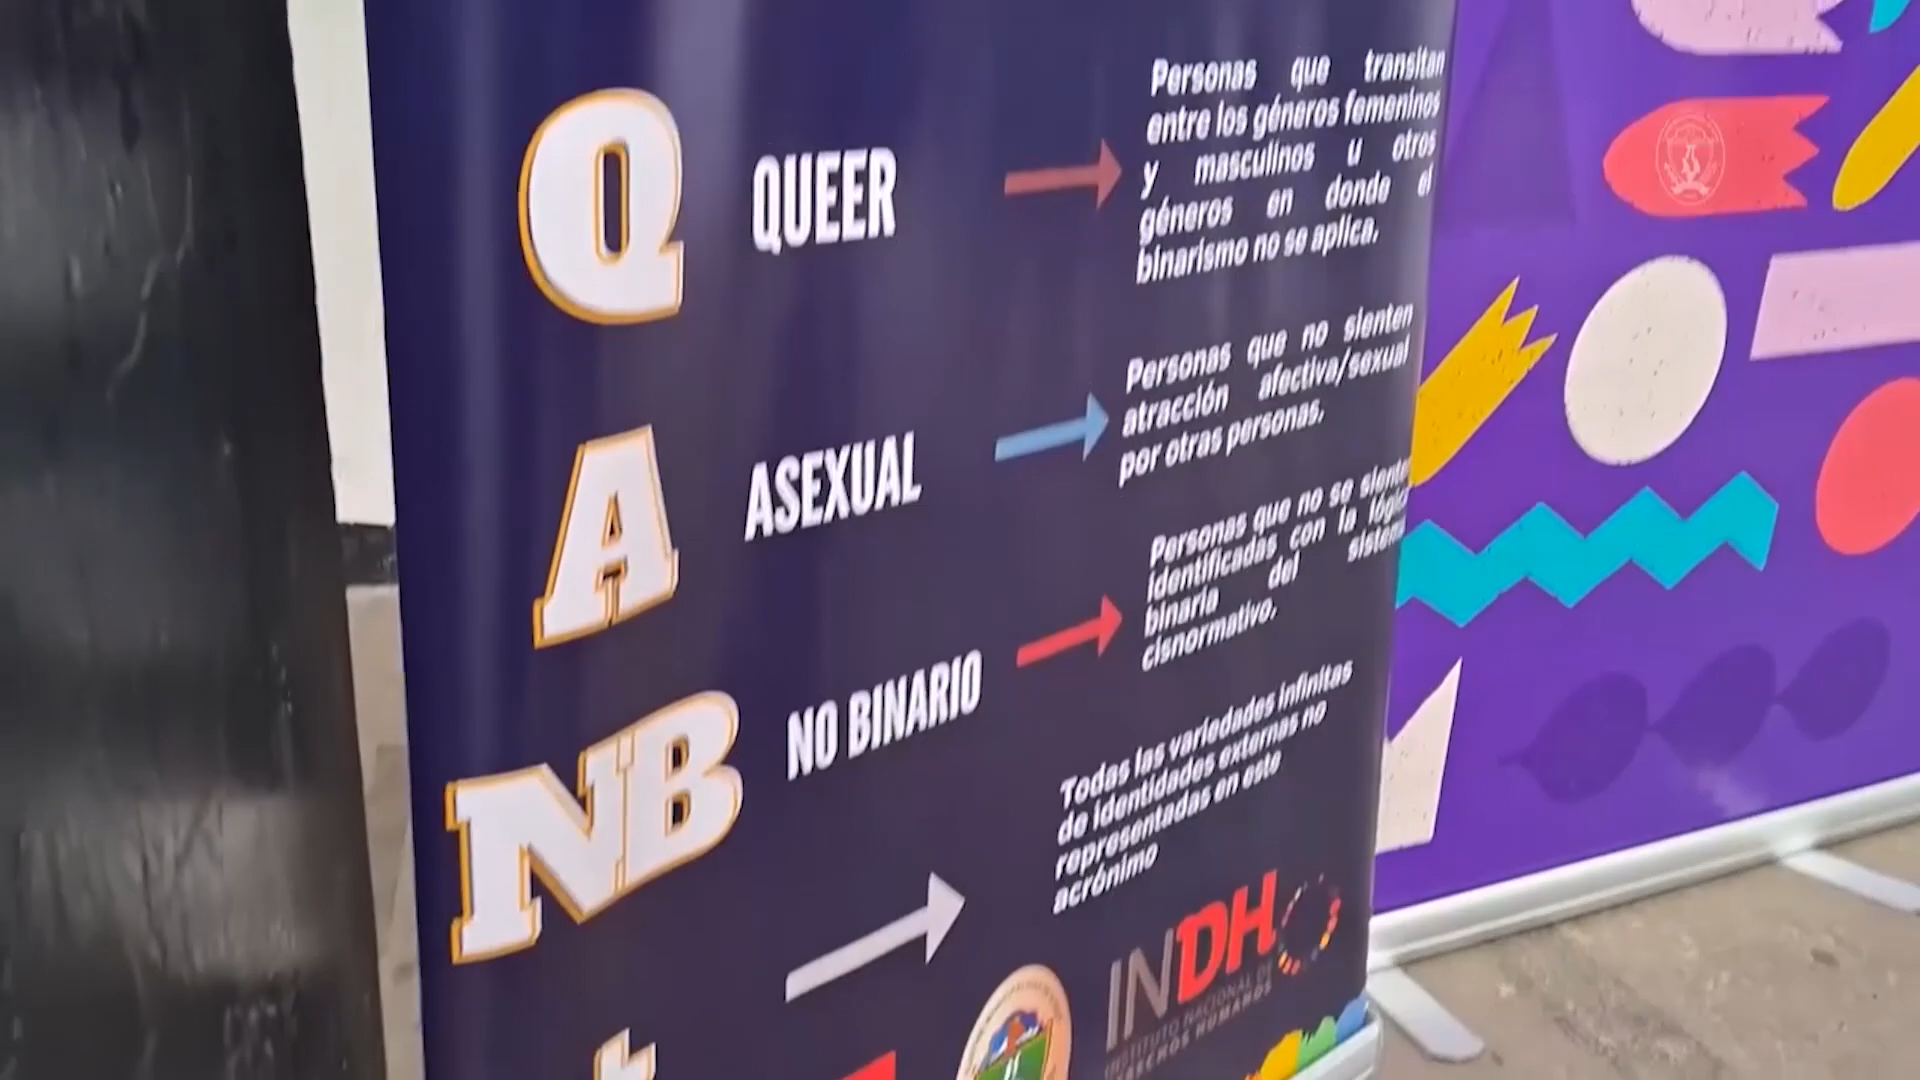 Q
QUEER
Personas que transitan
entre los géneros femeninos
y masculinos u otros
géneros en donde el
binarismo no se aplica.
A
ASEXUAL
Personas que no sienten
atracción afectiva/sexual
por otras personas.
NB
NO BINARIO
Personas que no se sienten
identificadas con la lógica
binaria del sistema
cisnormativo.
+
Todas las variedades infinitas
de identidades externas no
representadas en este
acrónimo
INDH
INSTITUTO NACIONAL DE
DERECHOS HUMANOS